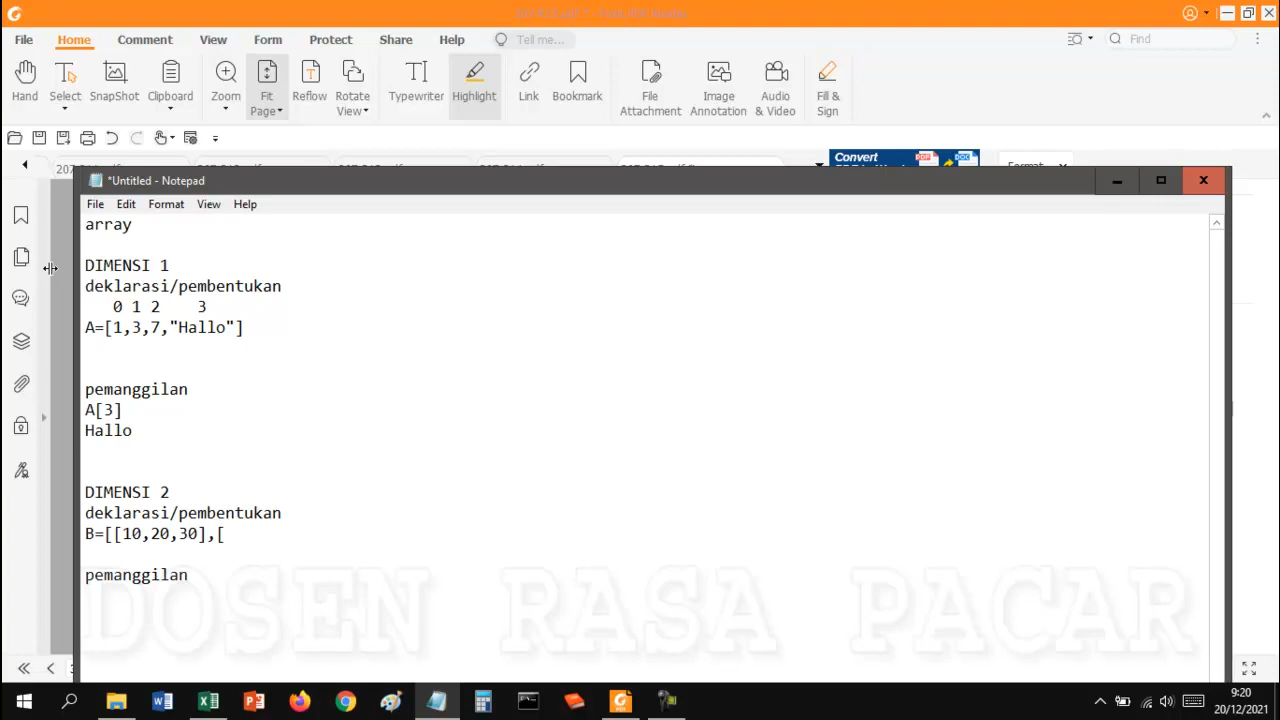 File Home Comment View Form Protect Share Help Tell me... Find
Hand Select SnapShot Clipboard Zoom Fit Page Reflow Rotate View Typewriter Highlight Link Bookmark File Attachment Image Annotation Audio & Video Fill & Sign
Convert
*Untitled - Notepad
File Edit Format View Help
array
DIMENSI 1
deklarasi/pembentukan
0 1 2 3
A=[1,3,7,"Hallo"]
pemanggilan
A[3]
Hallo
DIMENSI 2
deklarasi/pembentukan
B=[[10,20,30],[
pemanggilan
DOSEN RASA PACAR
9:20
20/12/2021